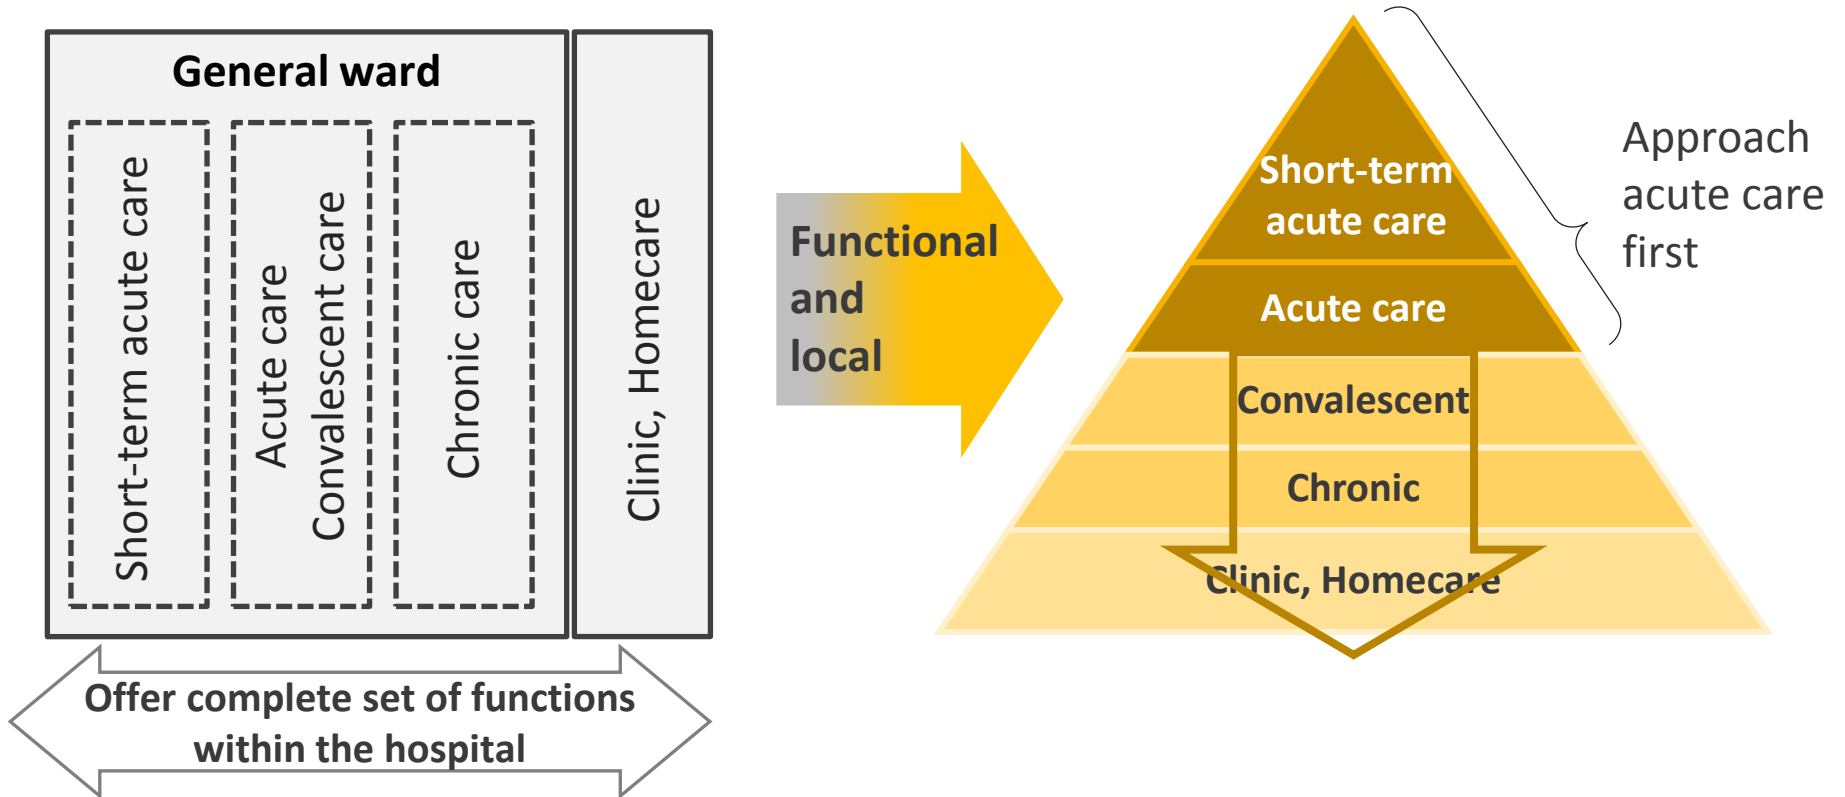 General ward
Short-term acute care
Acute care
Convalescent care
Chronic care
Clinic, Homecare
Offer complete set of functions
within the hospital
Functional
and
local
Short-term
acute care
Acute care
Convalescent
Chronic
Clinic, Homecare
Approach
acute care
first